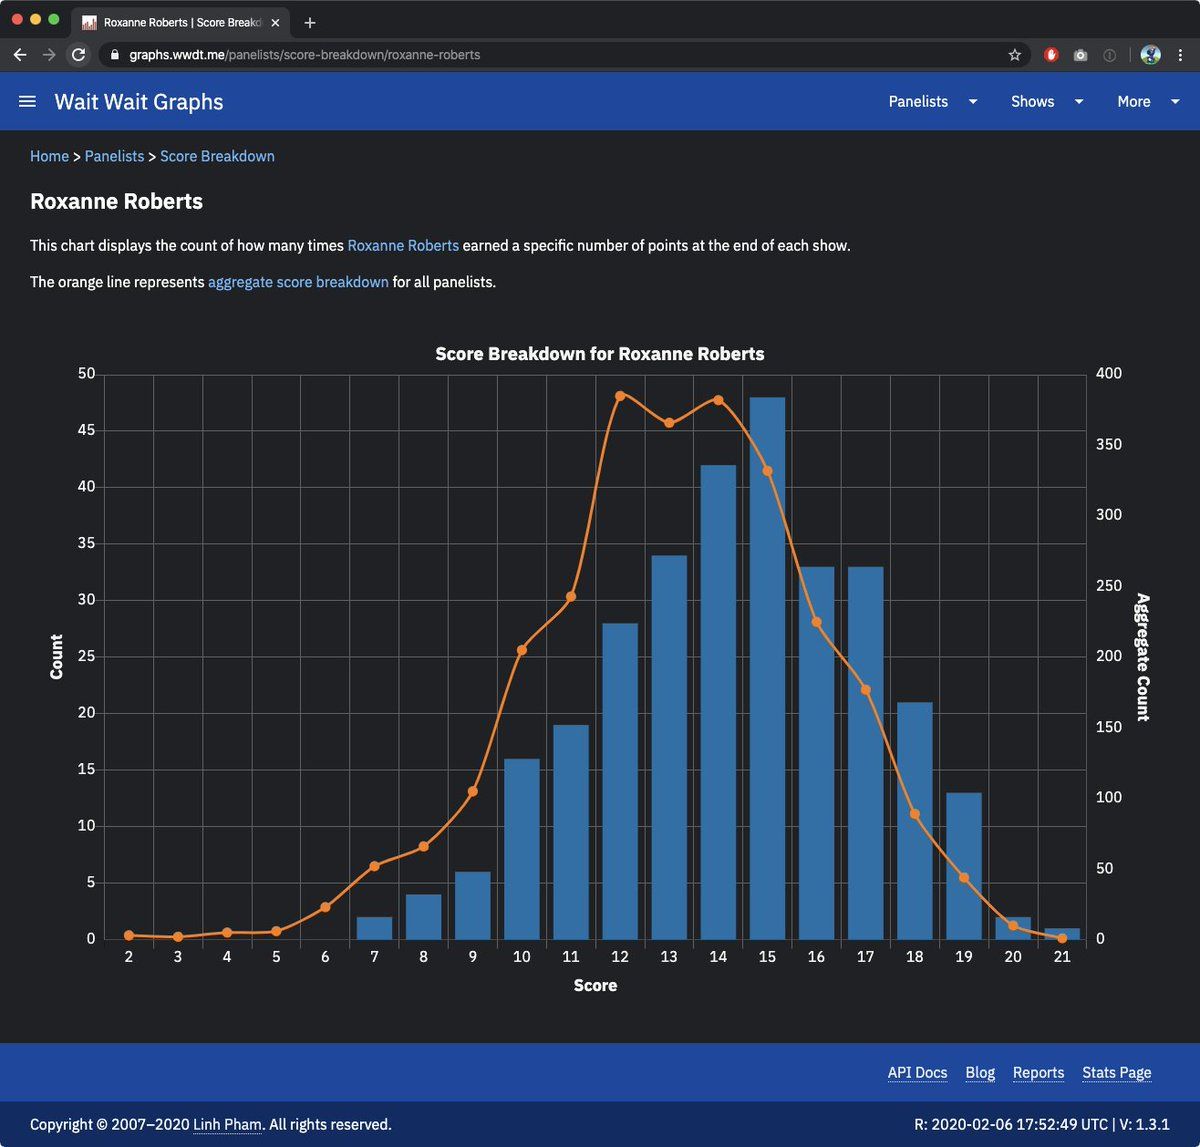 Roxanne Roberts | Score Breakd
graphs.wwdt.me/panelists/score-breakdown/roxanne-roberts
Wait Wait Graphs
Panelists
Shows
More
Home > Panelists > Score Breakdown
Roxanne Roberts
This chart displays the count of how many times Roxanne Roberts earned a specific number of points at the end of each show.
The orange line represents aggregate score breakdown for all panelists.
Score Breakdown for Roxanne Roberts
50
45
40
35
30
25
20
15
10
5
0
Count
400
350
300
250
200
150
100
50
0
Aggregate Count
2 3 4 5 6 7 8 9 10 11 12 13 14 15 16 17 18 19 20 21
Score
API Docs Blog Reports Stats Page
Copyright © 2007–2020 Linh Pham. All rights reserved.
R: 2020-02-06 17:52:49 UTC | V: 1.3.1